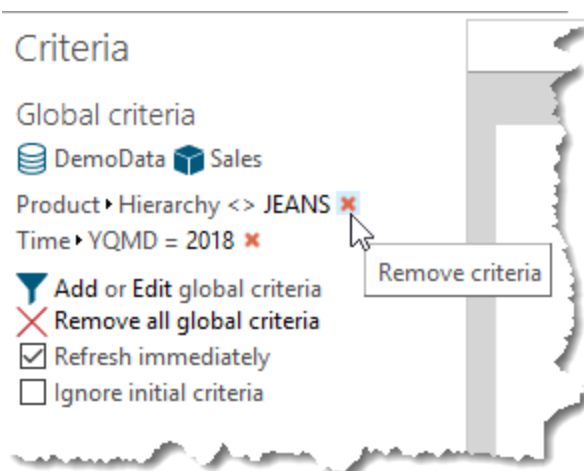 Criteria
Global criteria
DemoData Sales
Product Hierarchy <> JEANS
Time YQMD = 2018
Remove criteria
Add or Edit global criteria
Remove all global criteria
Refresh immediately
Ignore initial criteria